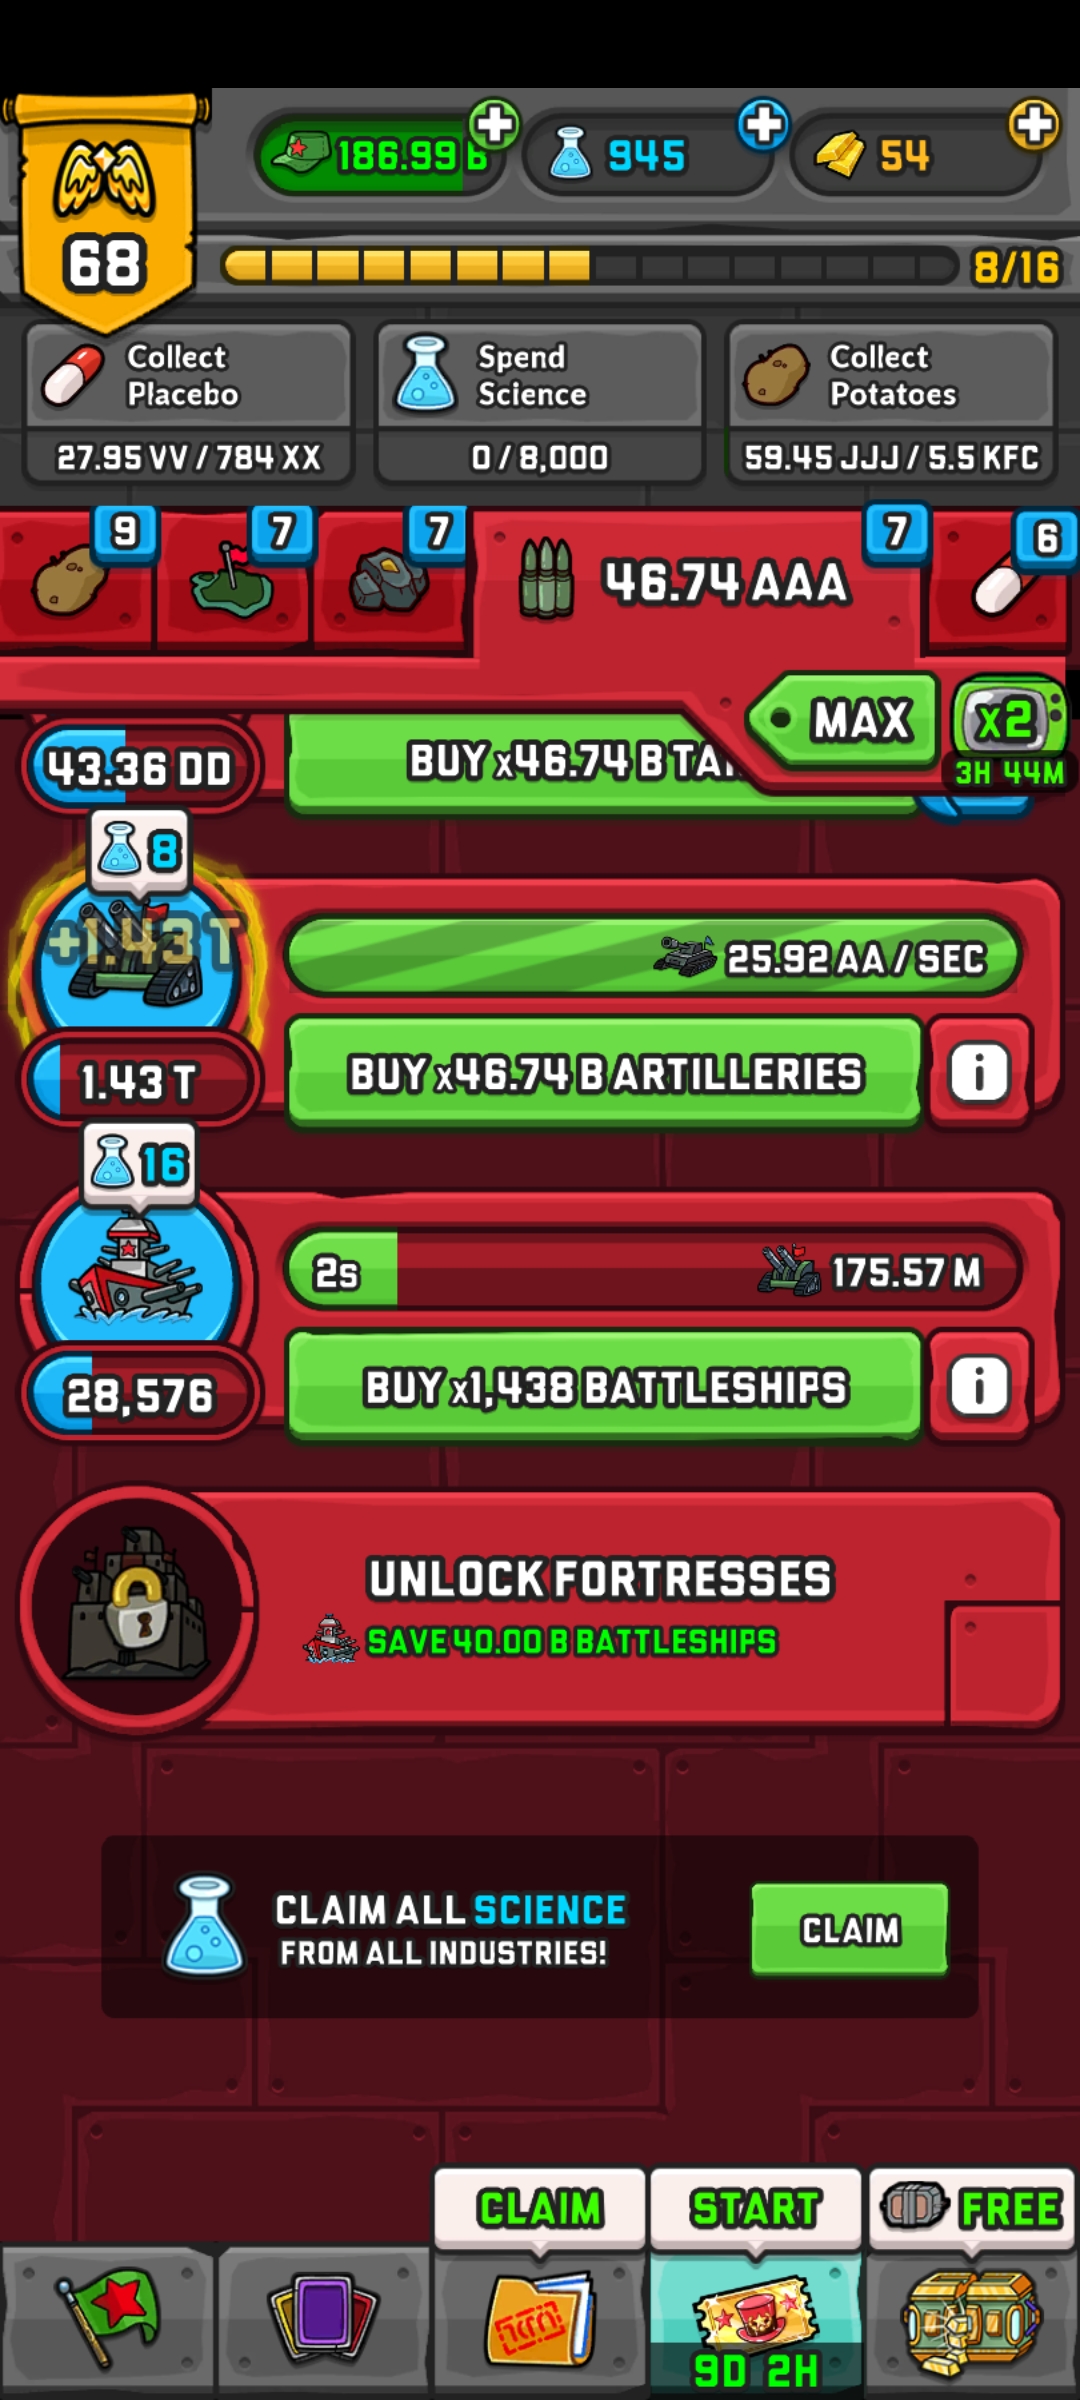 186.99 B
945
54
68
8/16
Collect
Placebo
27.95 VV / 784 XX
Spend
Science
0 / 8,000
Collect
Potatoes
59.45 JJJ / 5.5 KFC
9
7
7
46.74 AAA
7
6
MAX
x2
3H 44M
43.36 DD
BUY x46.74 B TA
8
+1.43 T
25.92 AA / SEC
1.43 T
BUY x46.74 B ARTILLERIES
i
16
2s
175.57 M
28,576
BUY x1,438 BATTLESHIPS
i
UNLOCK FORTRESSES
SAVE 40.00 B BATTLESHIPS
CLAIM ALL SCIENCE
FROM ALL INDUSTRIES!
CLAIM
CLAIM
START
FREE
9D 2H